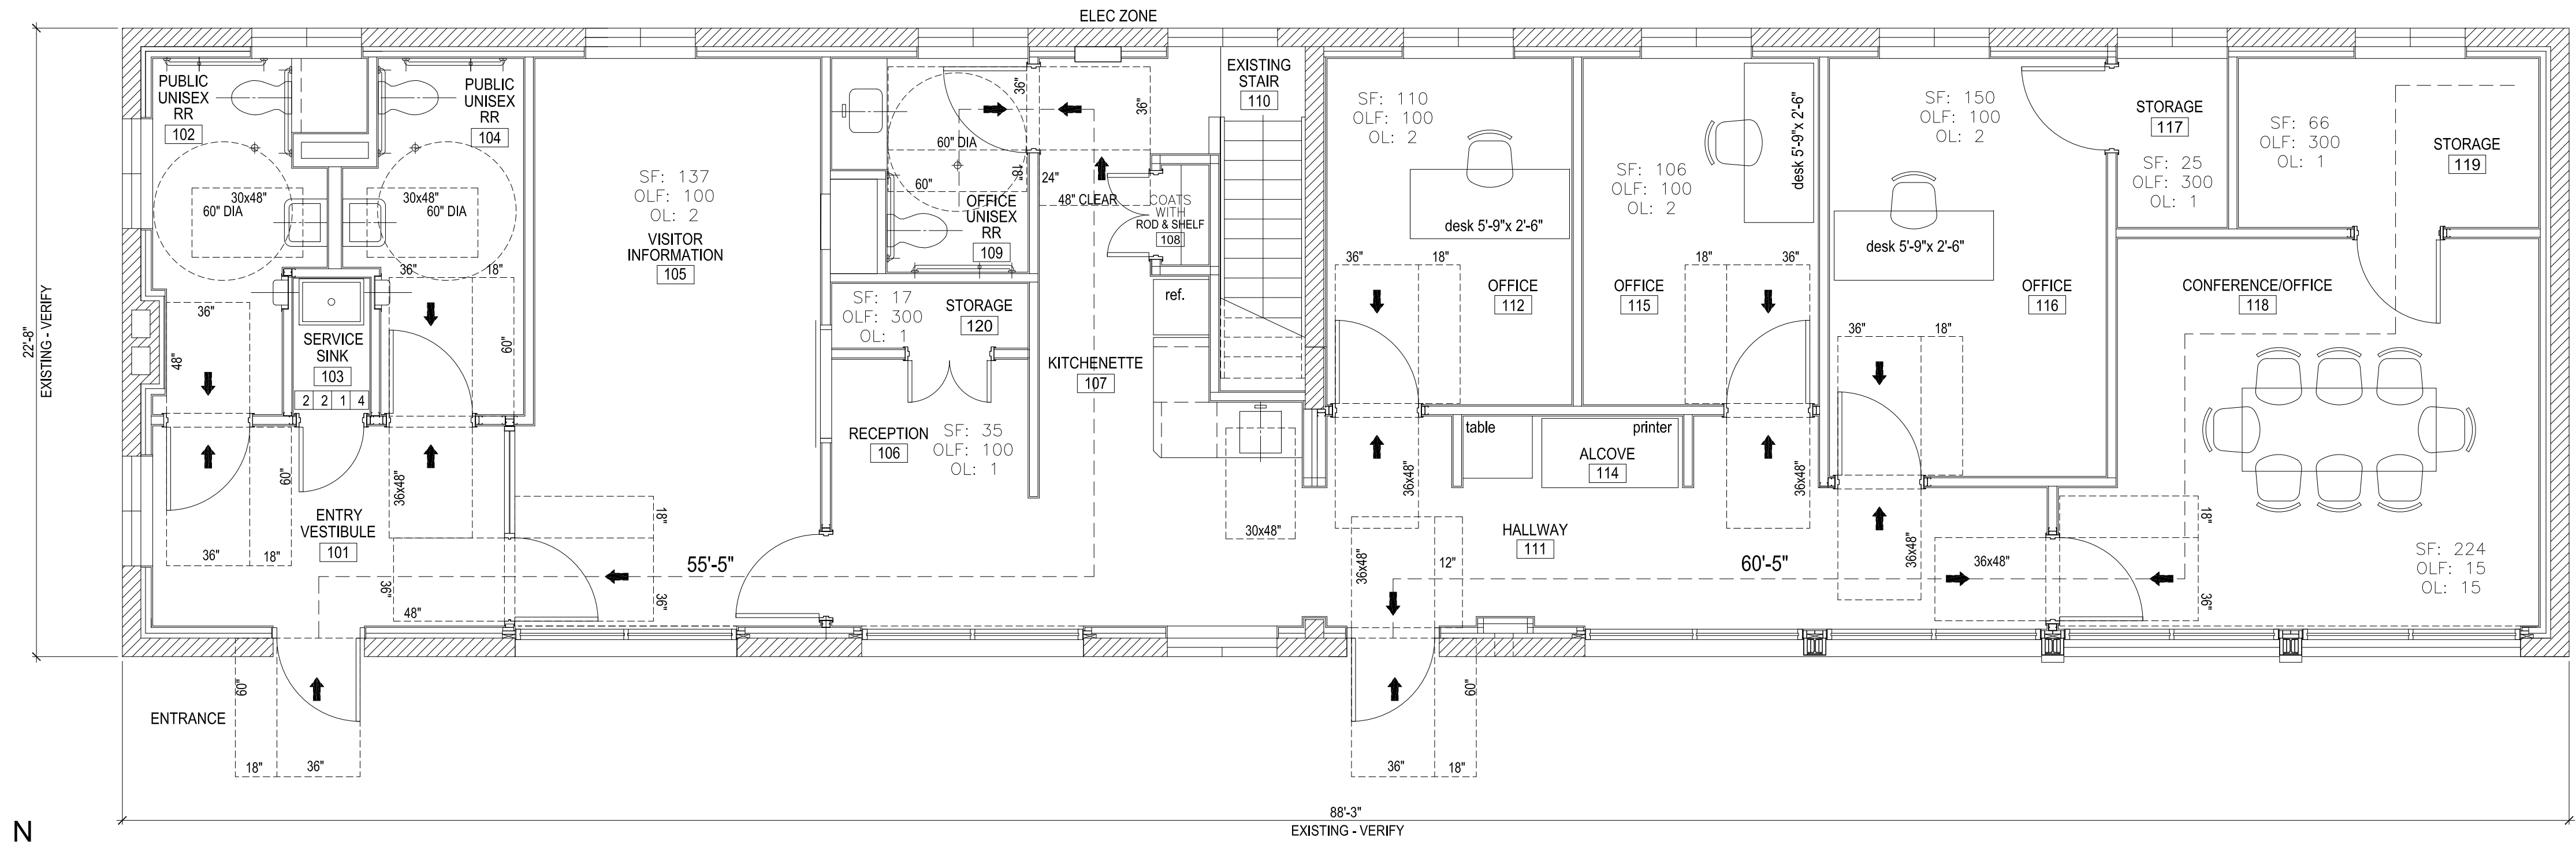 ELEC ZONE
22'-8"
EXISTING - VERIFY
PUBLIC
UNISEX
RR
102
30x48"
60" DIA
36"
48"
PUBLIC
UNISEX
RR
104
30x48"
60" DIA
36"
18"
60"
SERVICE
SINK
103
2 2 1 4
60"
36"
18"
36x48"
ENTRY
VESTIBULE
101
36"
48"
18"
36"
SF: 137
OLF: 100
OL: 2
VISITOR
INFORMATION
105
55'-5"
60" DIA
60"
36"
18"
OFFICE
UNISEX
RR
109
36"
24"
48" CLEAR
COATS
WITH
ROD & SHELF
108
SF: 17
OLF: 300
OL: 1
STORAGE
120
RECEPTION
106
SF: 35
OLF: 100
OL: 1
KITCHENETTE
107
ref.
30x48"
EXISTING
STAIR
110
SF: 110
OLF: 100
OL: 2
desk 5'-9"x 2'-6"
36"
18"
OFFICE
112
36x48"
SF: 106
OLF: 100
OL: 2
desk 5'-9"x 2'-6"
18"
36"
OFFICE
115
36x48"
table
printer
ALCOVE
114
SF: 150
OLF: 100
OL: 2
desk 5'-9"x 2'-6"
OFFICE
116
36"
18"
36x48"
STORAGE
117
SF: 25
OLF: 300
OL: 1
SF: 66
OLF: 300
OL: 1
STORAGE
119
CONFERENCE/OFFICE
118
SF: 224
OLF: 15
OL: 15
HALLWAY
111
36x48"
12"
60'-5"
36x48"
18"
36"
ENTRANCE
60"
18"
36"
60"
36"
18"
88'-3"
EXISTING - VERIFY
N